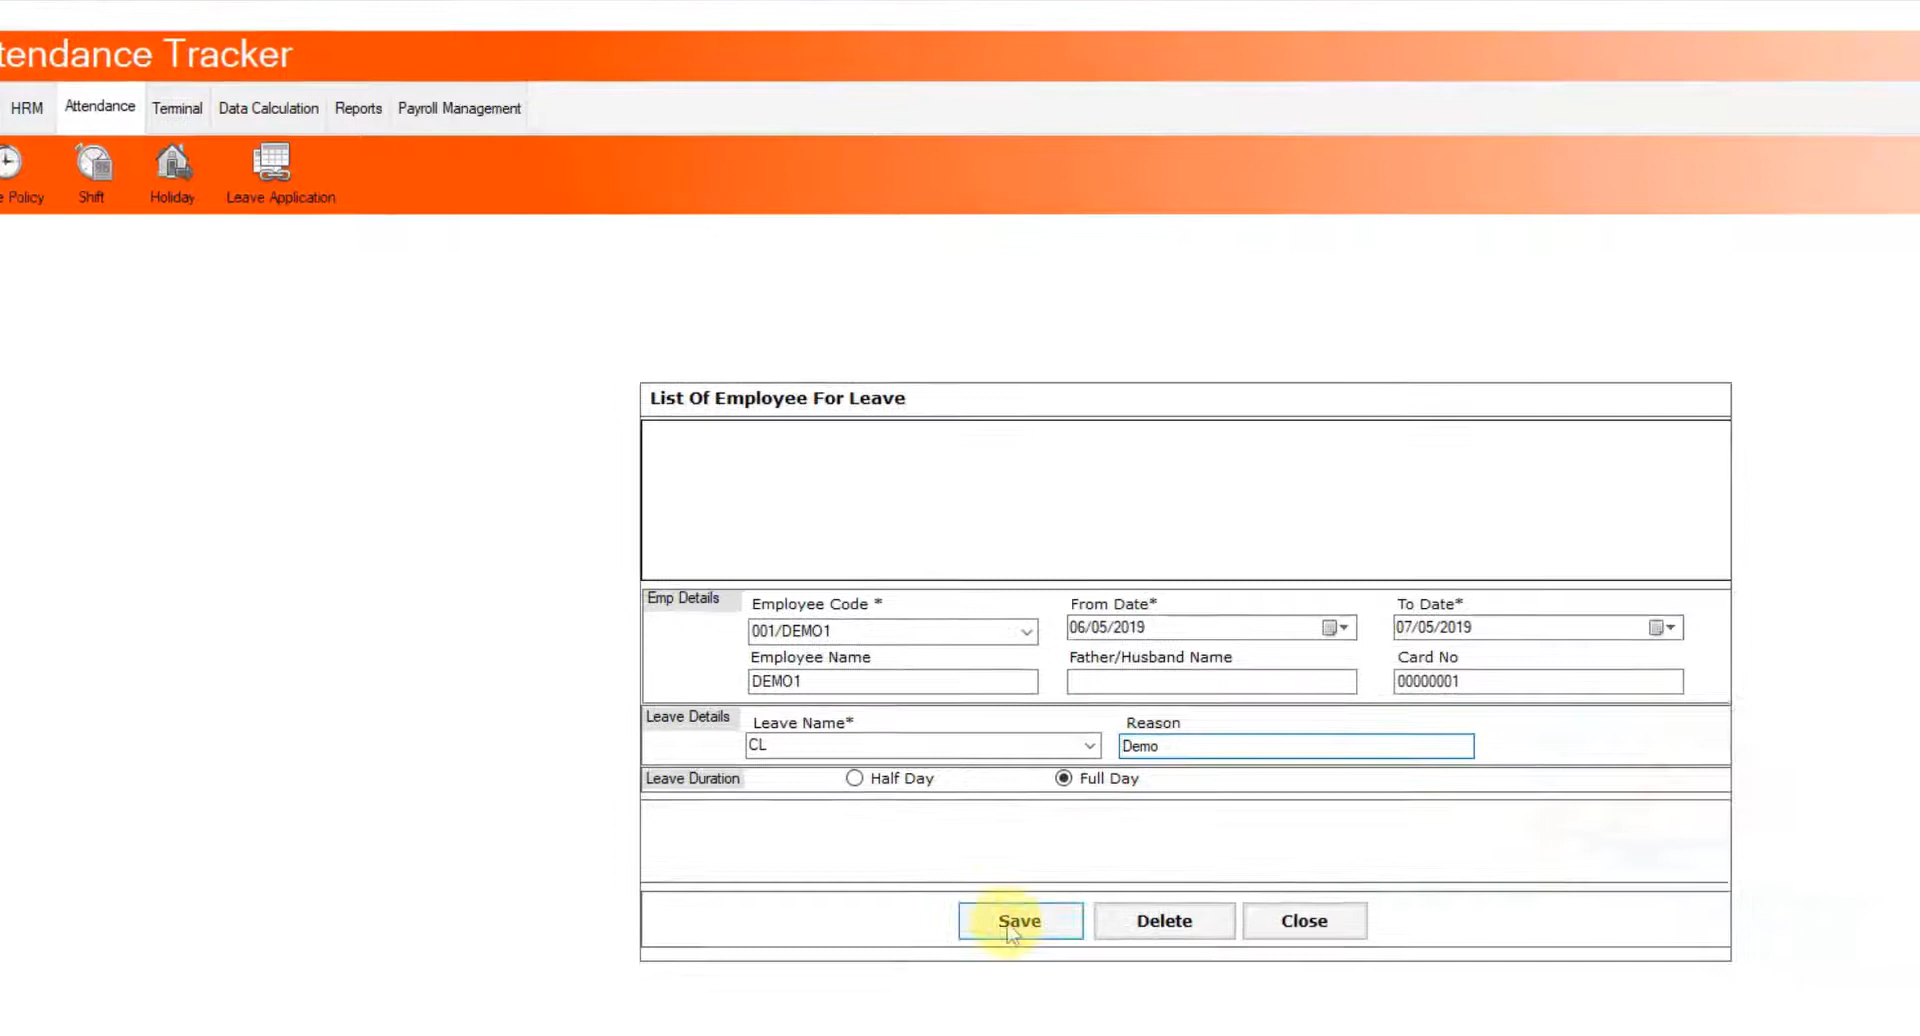 tendance Tracker
HRM Attendance Terminal Data Calculation Reports Payroll Management
e Policy Shift Holiday Leave Application
List Of Employee For Leave
Emp Details
Employee Code * From Date* To Date*
001/DEMO1 06/05/2019 07/05/2019
Employee Name Father/Husband Name Card No
DEMO1 00000001
Leave Details Leave Name* Reason
CL Demo
Leave Duration Half Day Full Day
Save Delete Close